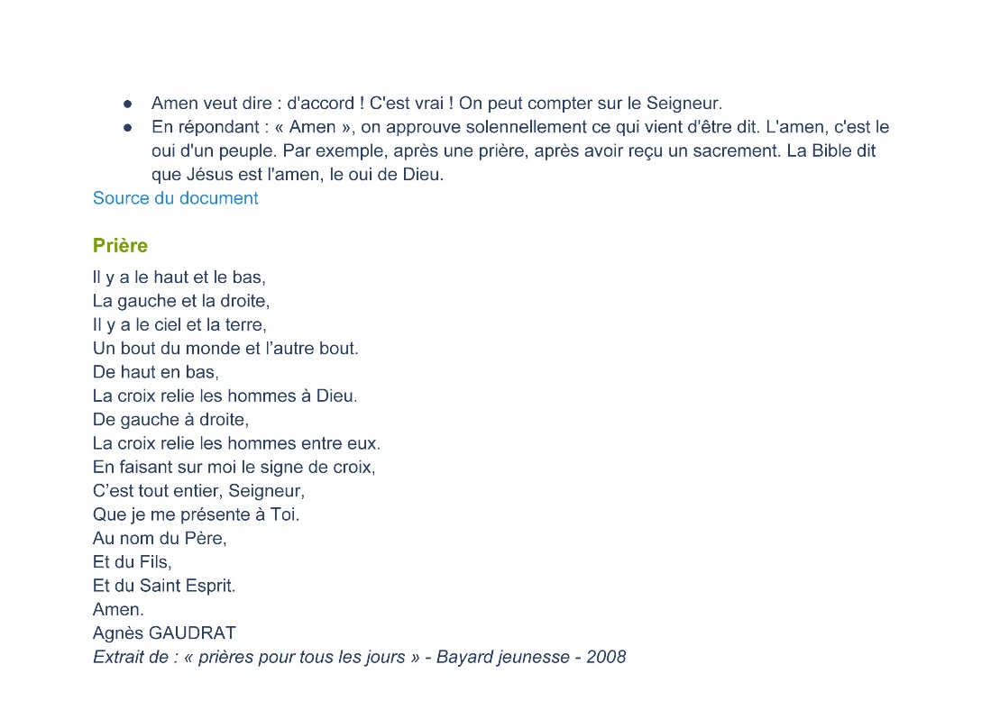 ● Amen veut dire : d'accord ! C'est vrai ! On peut compter sur le Seigneur.
● En répondant : « Amen », on approuve solennellement ce qui vient d'être dit. L'amen, c'est le
oui d'un peuple. Par exemple, après une prière, après avoir reçu un sacrement. La Bible dit
que Jésus est l'amen, le oui de Dieu.
Source du document
Prière
Il y a le haut et le bas,
La gauche et la droite,
Il y a le ciel et la terre,
Un bout du monde et l’autre bout.
De haut en bas,
La croix relie les hommes à Dieu.
De gauche à droite,
La croix relie les hommes entre eux.
En faisant sur moi le signe de croix,
C’est tout entier, Seigneur,
Que je me présente à Toi.
Au nom du Père,
Et du Fils,
Et du Saint Esprit.
Amen.
Agnès GAUDRAT
Extrait de : « prières pour tous les jours » - Bayard jeunesse - 2008